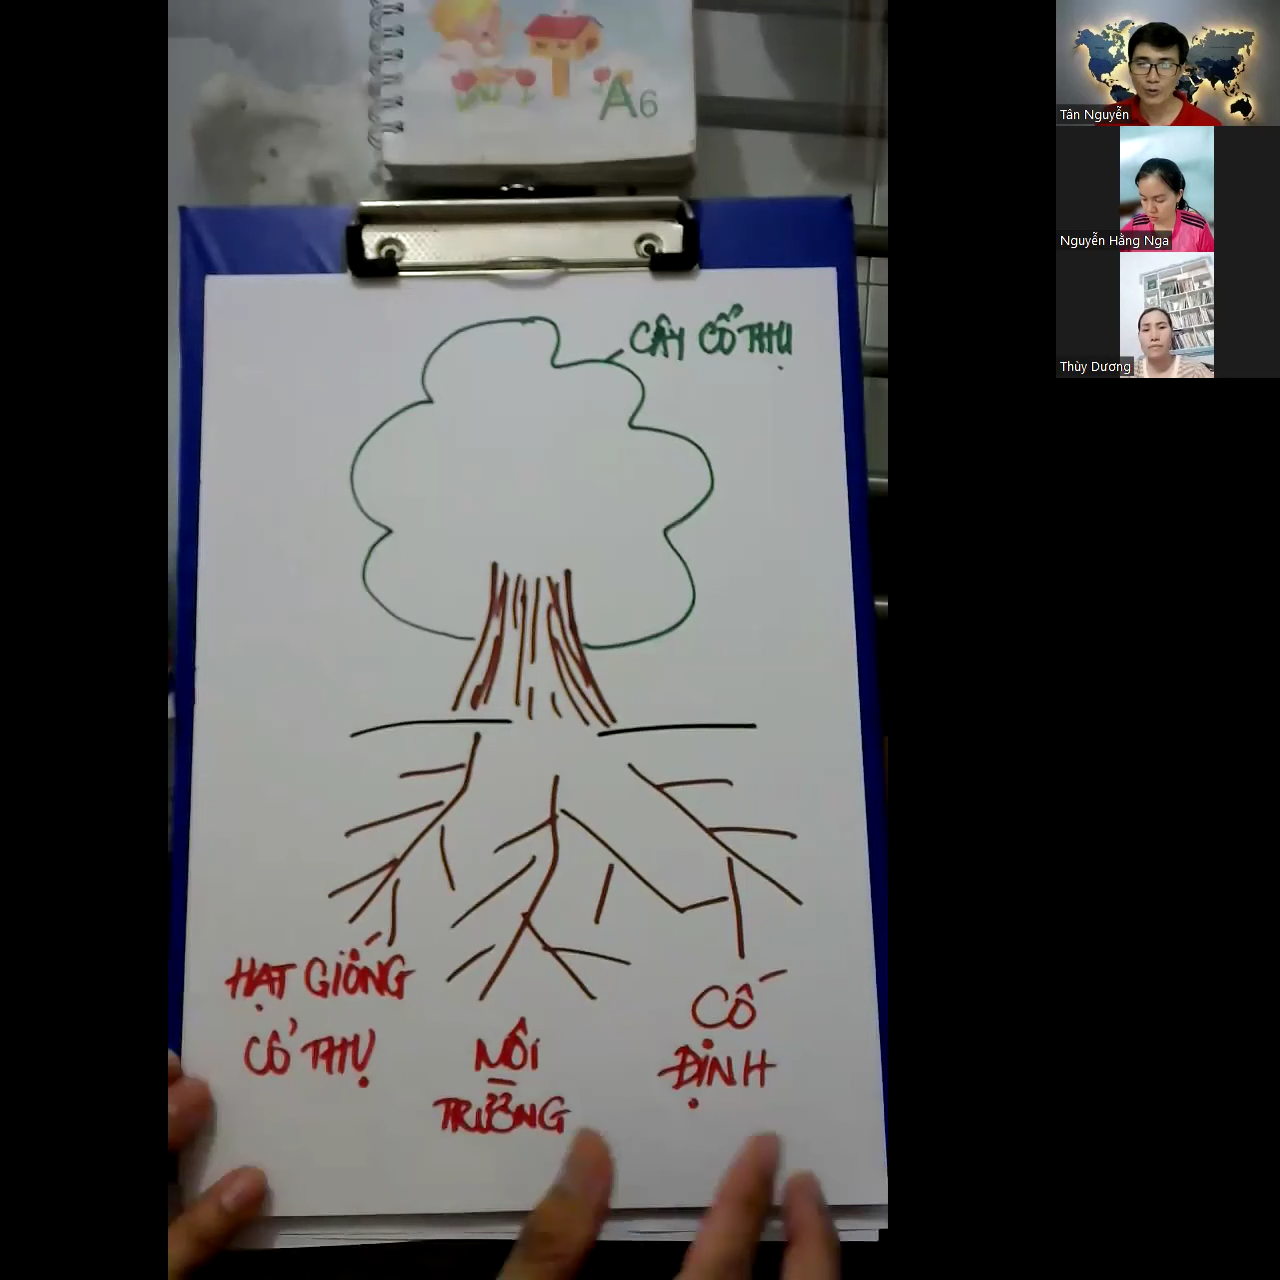 A6
CÂY CỔ THỤ
HẠT GIỐNG
CỔ THỤ
MÔI
TRƯỜNG
CỐ
ĐỊNH
Tân Nguyễn
Nguyễn Hằng Nga
Thùy Dương